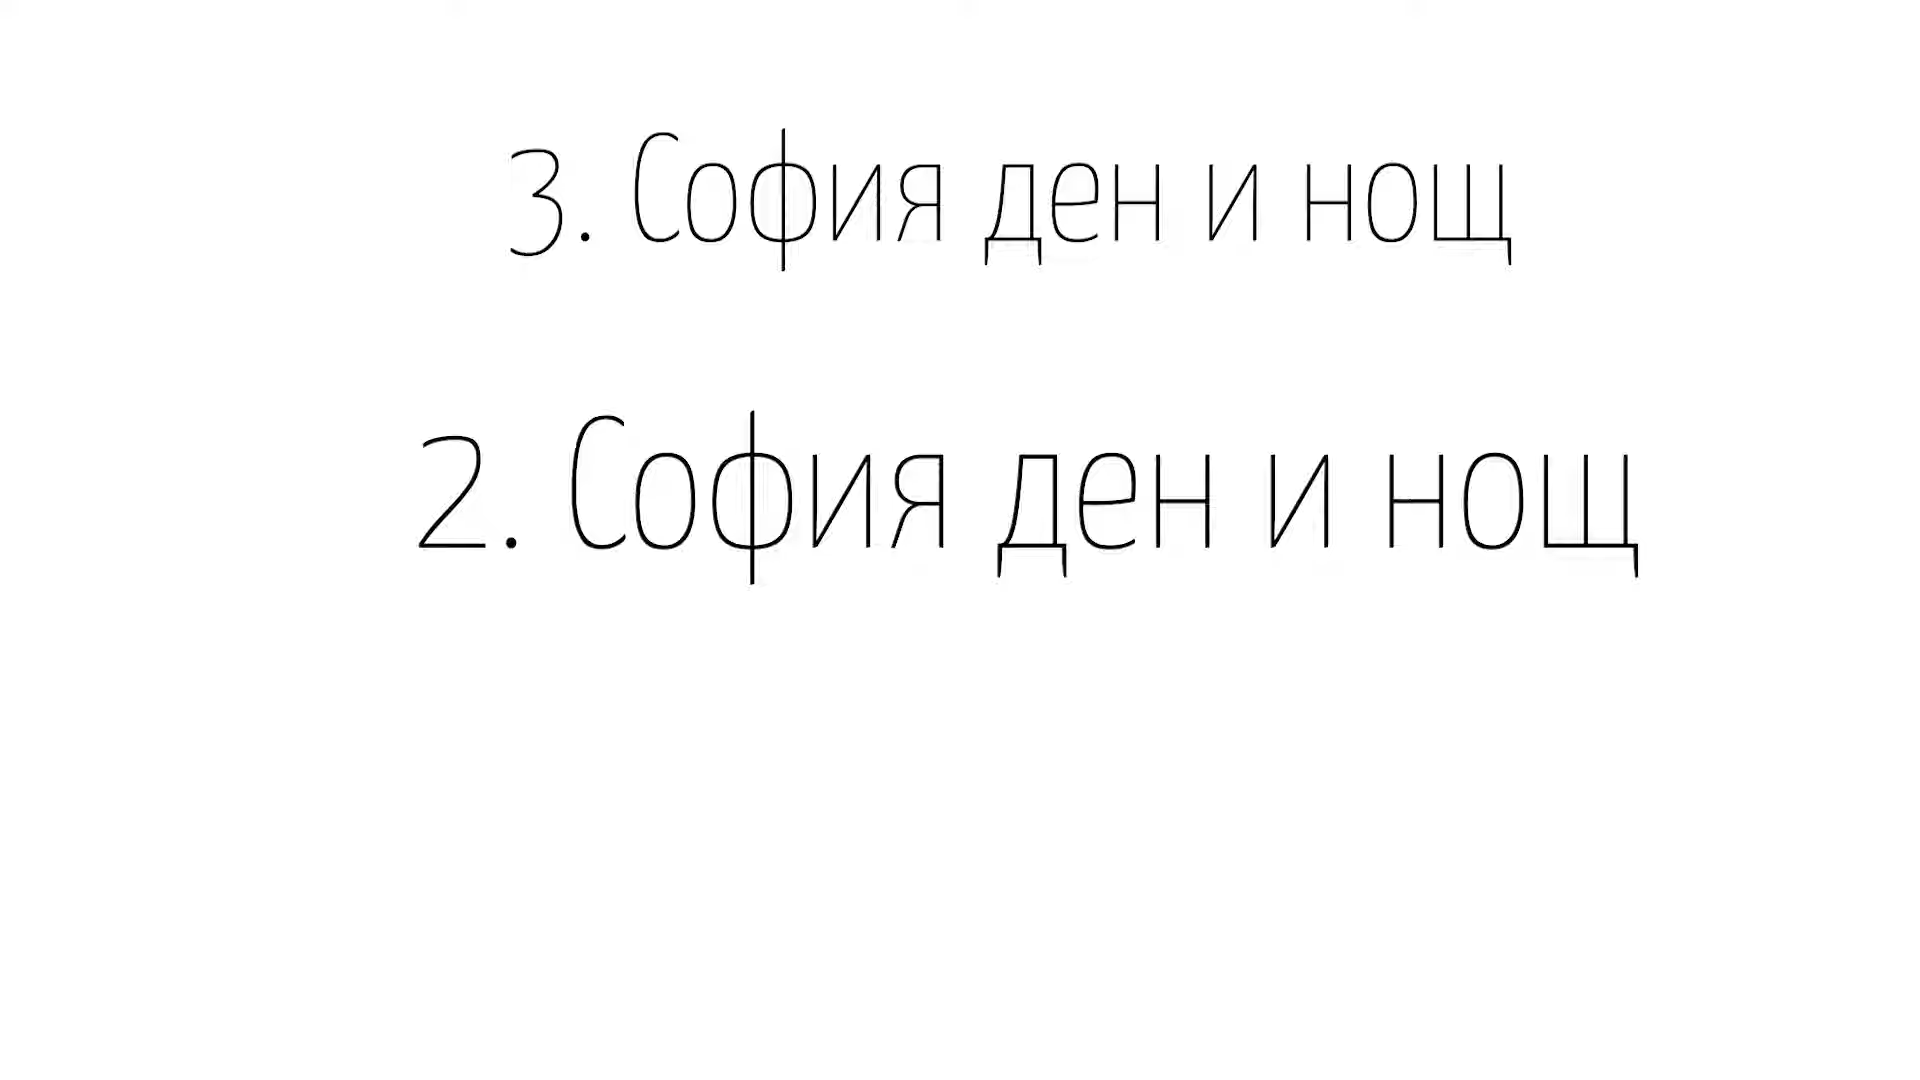 3. София ден и нощ
2. София ден и нощ